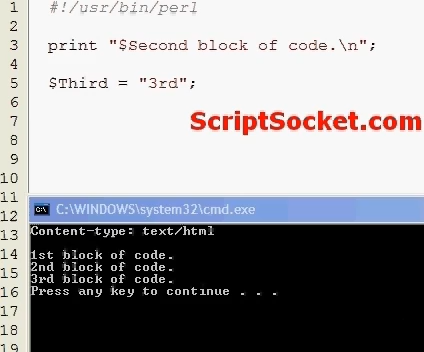 1 #!/usr/bin/perl
2
3 print "$Second block of code.\n";
4
5 $Third = "3rd";
6
7
8 ScriptSocket.com
9
10
11
12 C:\WINDOWS\system32\cmd.exe
13 Content-type: text/html
14
1st block of code.
15 2nd block of code.
3rd block of code.
16 Press any key to continue . . .
17
18
19